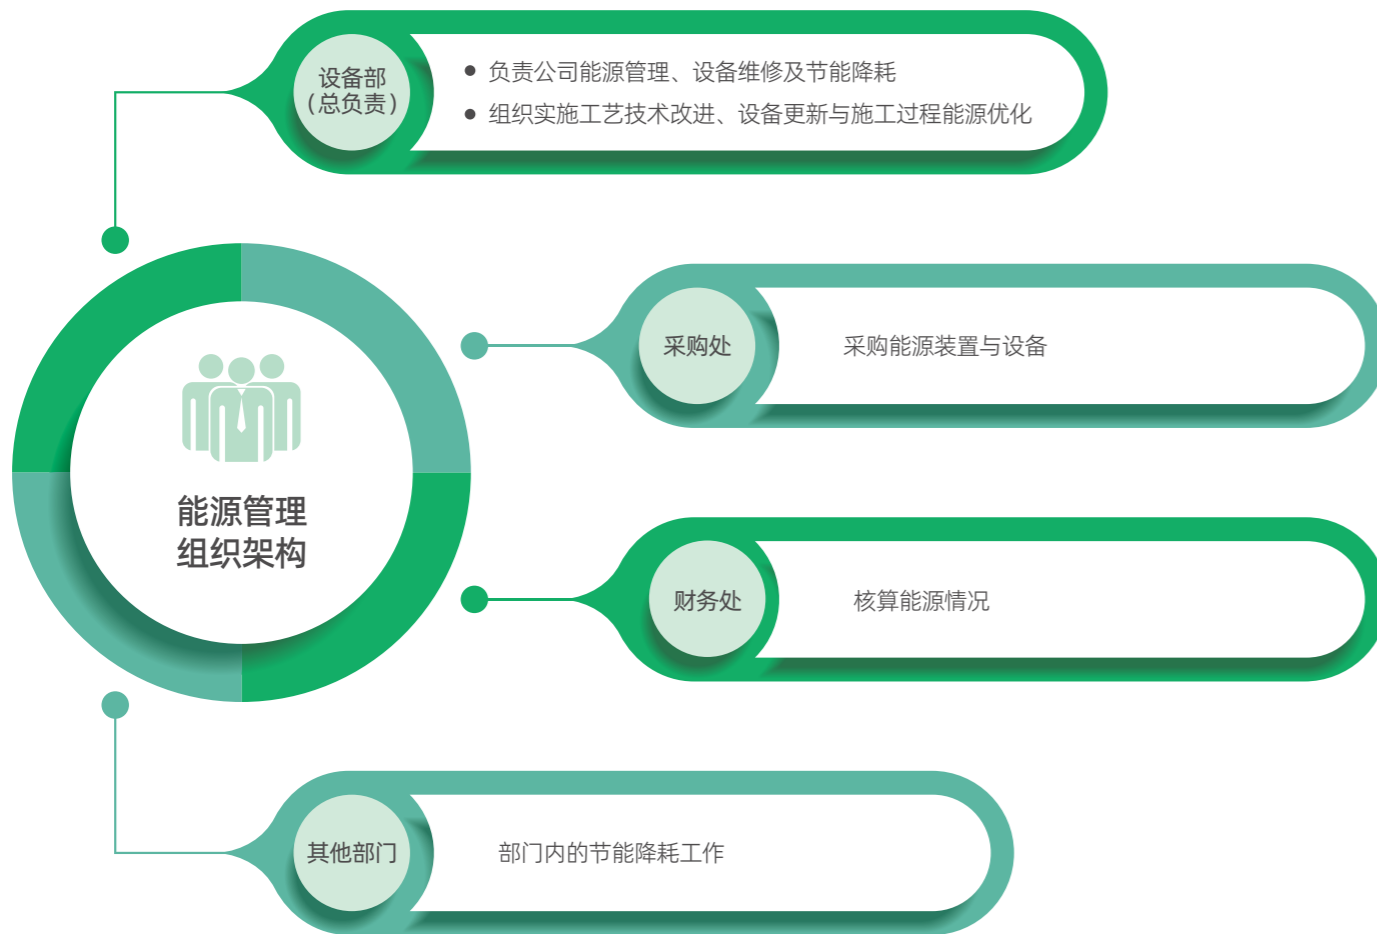 设备部
（总负责）
● 负责公司能源管理、设备维修及节能降耗
● 组织实施工艺技术改进、设备更新与施工过程能源优化
采购处
采购能源装置与设备
能源管理
组织架构
财务处
核算能源情况
其他部门
部门内的节能降耗工作